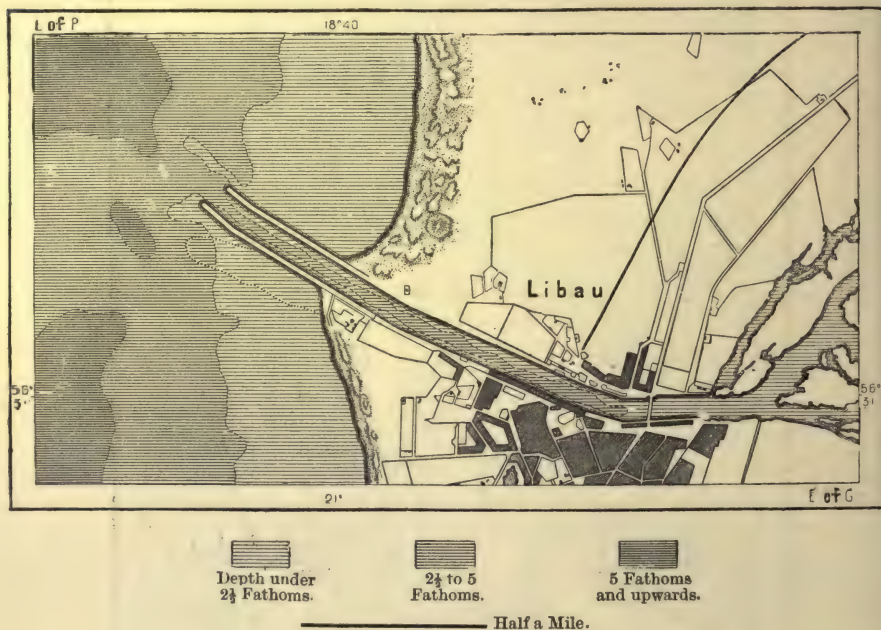 E of P
18°40
B
Libau
56°
31'
56°
31'
21°
E of G
Depth under
2½ Fathoms.
2½ to 5
Fathoms.
5 Fathoms
and upwards.
Half a Mile.